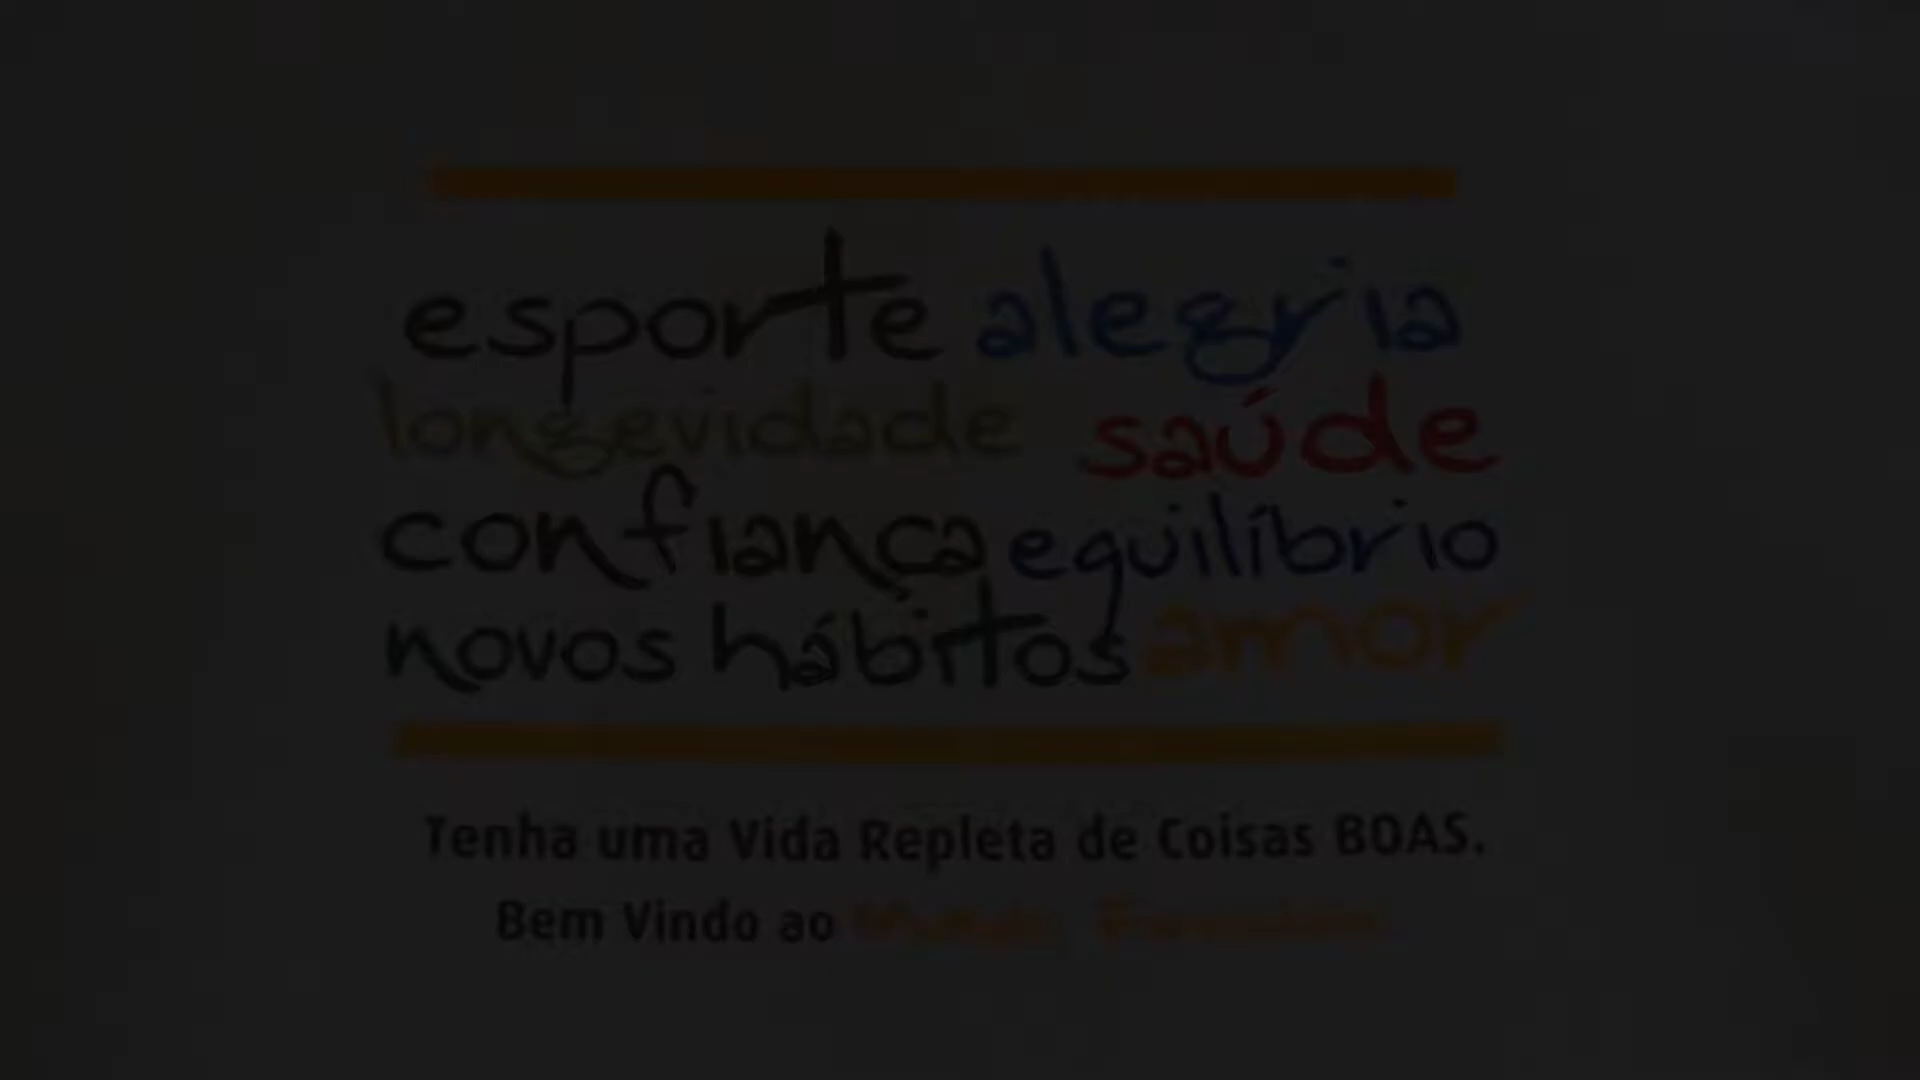 esporte alegria
longevidade saúde
confiança equilíbrio
novos hábitos amor
Tenha uma Vida Repleta de Coisas BOAS.
Bem Vindo ao